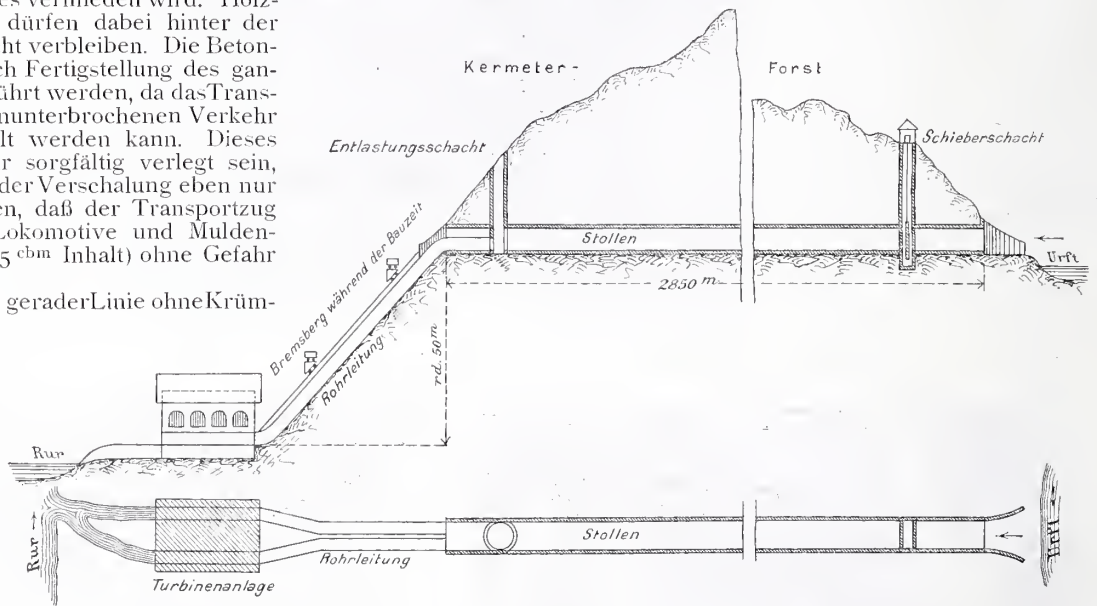 es vermieden wird. Holz-
dürfen dabei hinter der
ht verbleiben. Die Beton-
ch Fertigstellung des gan-
ührt werden, da dasTrans-
nunterbrochenen Verkehr
lt werden kann. Dieses
r sorgfältig verlegt sein,
der Verschalung eben nur
en, daß der Transportzug
Lokomotive und Mulden-
5 cbm Inhalt) ohne Gefahr
geraderLinie ohneKrüm-
Kermeter- Forst
Entlastungsschacht
Schieberschacht
Bremsberg während der Bauzeit
Rohrleitung
Stollen
Urft
2850 m
rd. 50 m
Rur
Rur
Stollen
Urft
Rohrleitung
Turbinenanlage